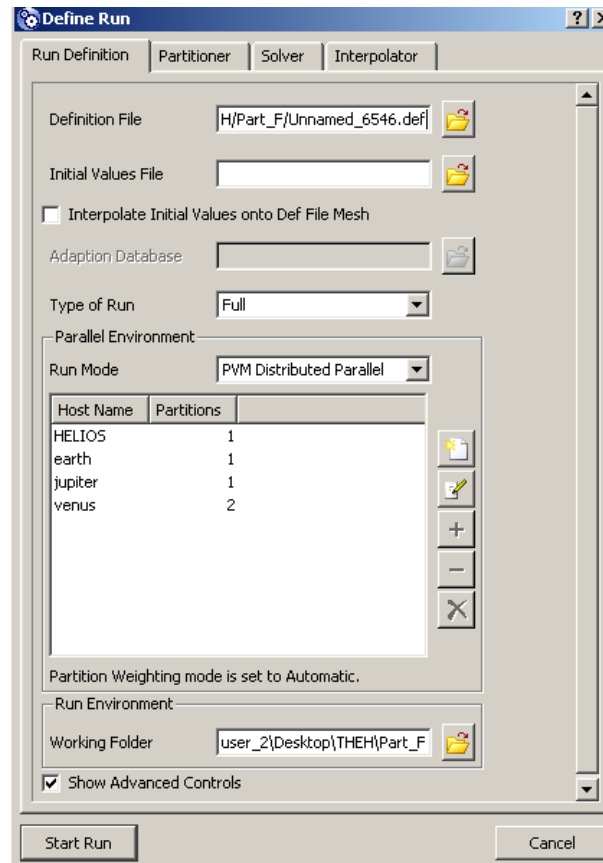 Define Run
Run Definition Partitioner Solver Interpolator
Definition File H/Part_F/Unnamed_6546.def
Initial Values File
Interpolate Initial Values onto Def File Mesh
Adaption Database
Type of Run Full
Parallel Environment
Run Mode PVM Distributed Parallel
Host Name Partitions
HELIOS 1
earth 1
jupiter 1
venus 2
Partition Weighting mode is set to Automatic.
Run Environment
Working Folder user_2\Desktop\THEH\Part_F
Show Advanced Controls
Start Run Cancel